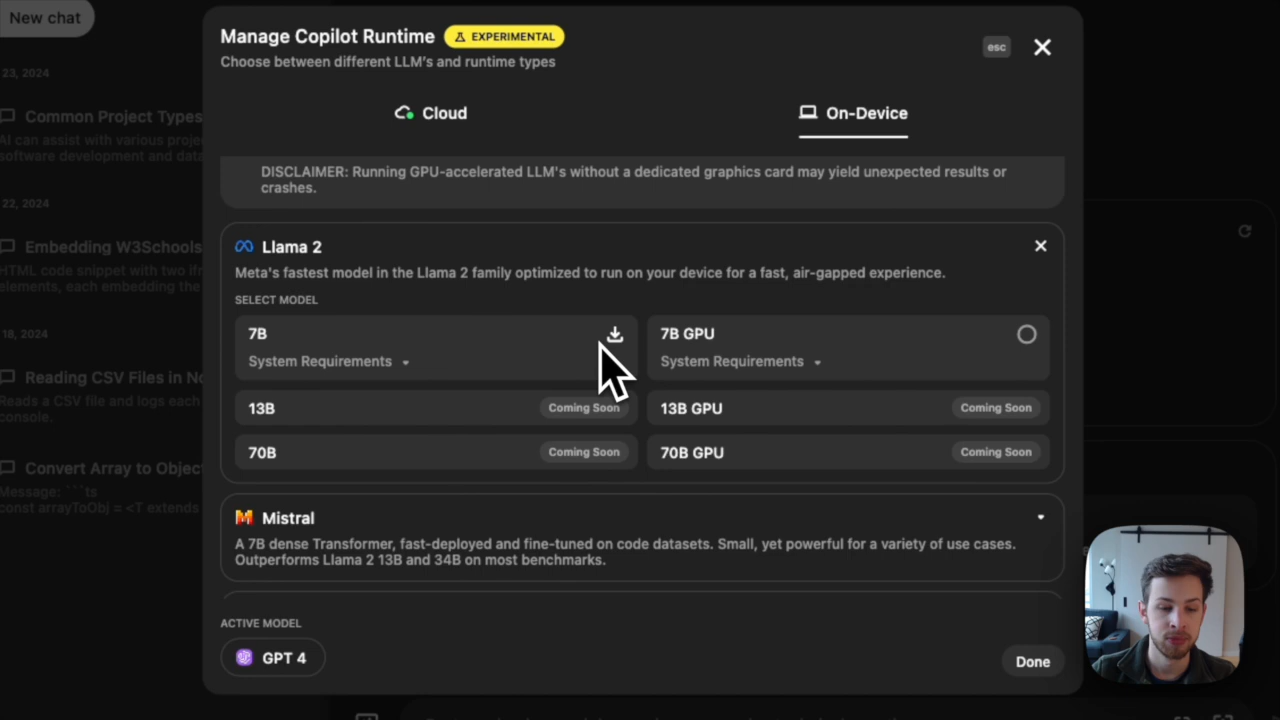 New chat
Manage Copilot Runtime
EXPERIMENTAL
esc
Choose between different LLM's and runtime types
23, 2024
Cloud
On-Device
Common Project Types
AI can assist with various proje
software development and data
DISCLAIMER: Running GPU-accelerated LLM's without a dedicated graphics card may yield unexpected results or
crashes.
22, 2024
Embedding W3Schools
HTML code snippet with two ifr
elements, each embedding the
Llama 2
Meta's fastest model in the Llama 2 family optimized to run on your device for a fast, air-gapped experience.
SELECT MODEL
7B
System Requirements
7B GPU
System Requirements
18, 2024
Reading CSV Files in No
Reads a CSV file and logs each
console.
13B
Coming Soon
13B GPU
Coming Soon
70B
Coming Soon
70B GPU
Coming Soon
Convert Array to Object
Message: ```ts
const arrayToObj = <T extends
Mistral
A 7B dense Transformer, fast-deployed and fine-tuned on code datasets. Small, yet powerful for a variety of use cases.
Outperforms Llama 2 13B and 34B on most benchmarks.
ACTIVE MODEL
GPT 4
Done